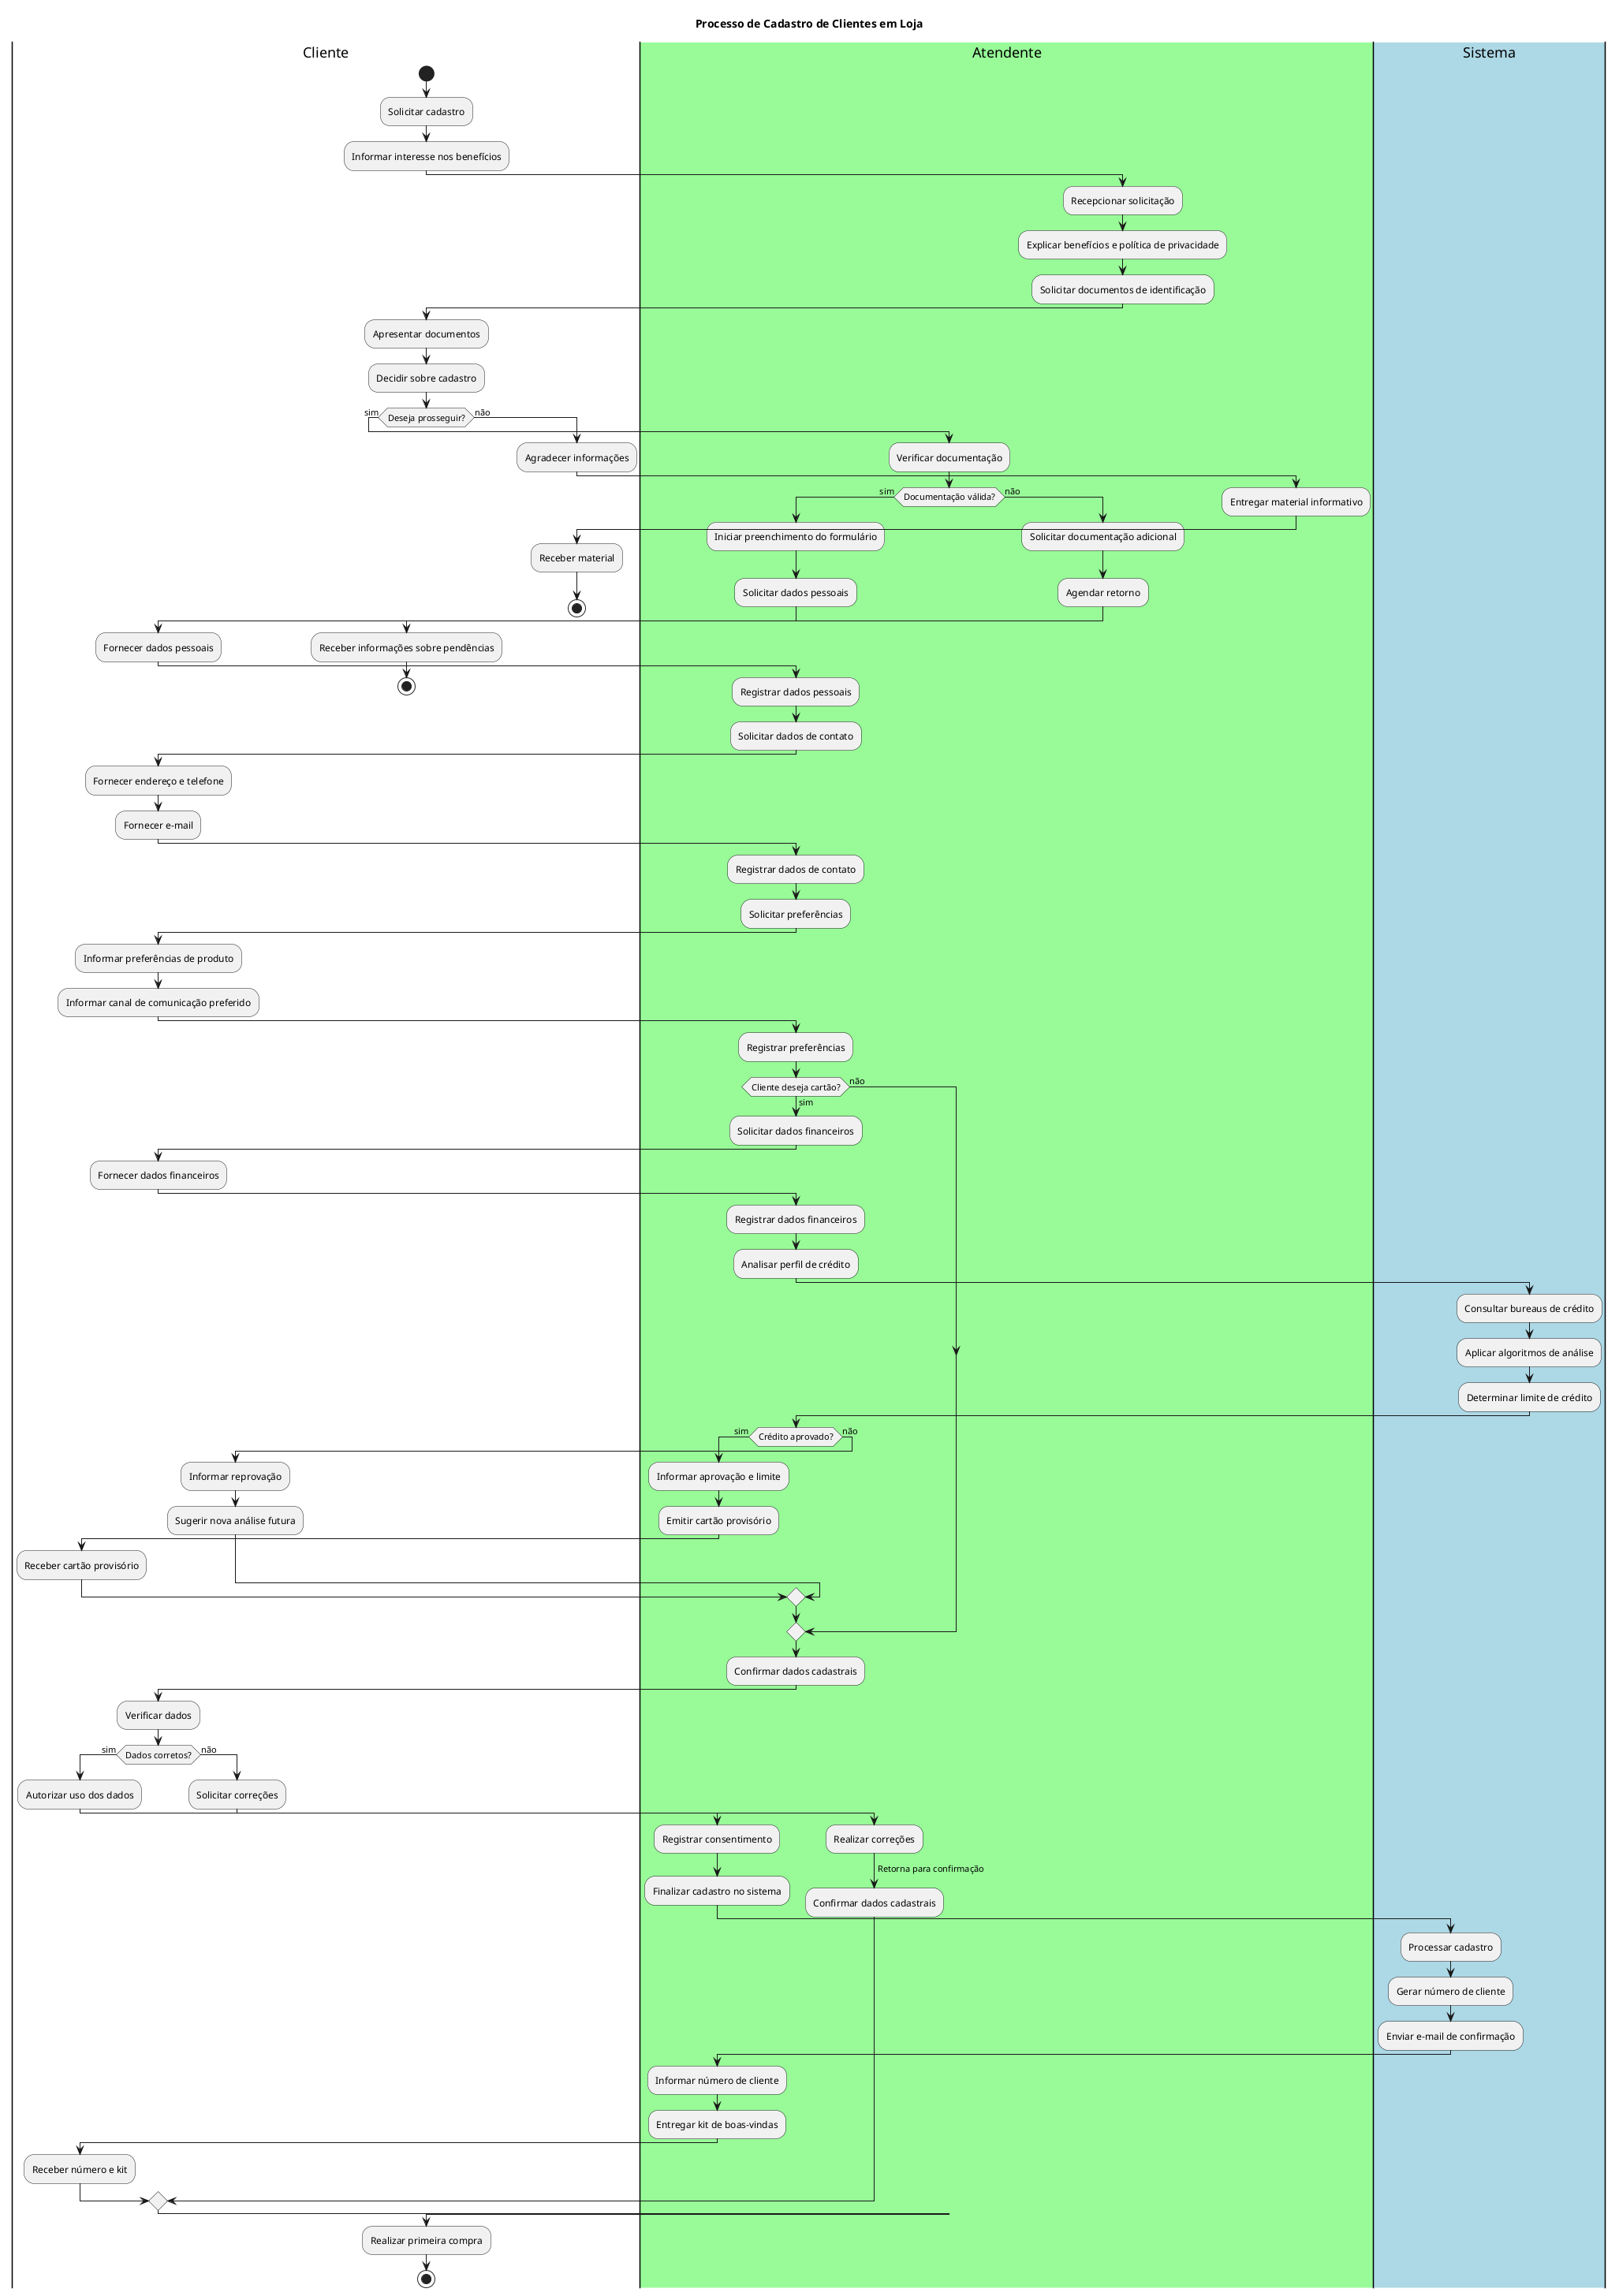 Processo de Cadastro de Clientes em Loja
Cliente
Atendente
Sistema
Solicitar cadastro
Informar interesse nos benefícios
Recepcionar solicitação
Explicar benefícios e política de privacidade
Solicitar documentos de identificação
Apresentar documentos
Decidir sobre cadastro
sim
Deseja prosseguir?
não
Agradecer informações
Verificar documentação
sim
Documentação válida?
não
Entregar material informativo
Iniciar preenchimento do formulário
Solicitar documentação adicional
Receber material
Solicitar dados pessoais
Agendar retorno
Fornecer dados pessoais
Receber informações sobre pendências
Registrar dados pessoais
Solicitar dados de contato
Fornecer endereço e telefone
Fornecer e-mail
Registrar dados de contato
Solicitar preferências
Informar preferências de produto
Informar canal de comunicação preferido
Registrar preferências
Cliente deseja cartão?
não
sim
Solicitar dados financeiros
Fornecer dados financeiros
Registrar dados financeiros
Analisar perfil de crédito
Consultar bureaus de crédito
Aplicar algoritmos de análise
Determinar limite de crédito
sim
Crédito aprovado?
não
Informar reprovação
Informar aprovação e limite
Sugerir nova análise futura
Emitir cartão provisório
Receber cartão provisório
Confirmar dados cadastrais
Verificar dados
sim
Dados corretos?
não
Autorizar uso dos dados
Solicitar correções
Registrar consentimento
Realizar correções
Retorna para confirmação
Finalizar cadastro no sistema
Confirmar dados cadastrais
Processar cadastro
Gerar número de cliente
Enviar e-mail de confirmação
Informar número de cliente
Entregar kit de boas-vindas
Receber número e kit
Realizar primeira compra